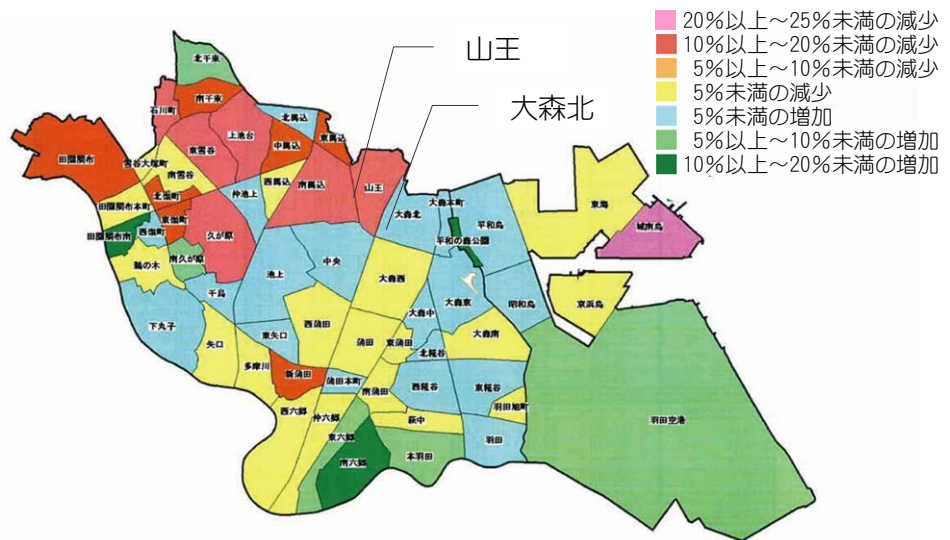 20%以上～25%未満の減少
10%以上～20%未満の減少
5%以上～10%未満の減少
5%未満の減少
5%未満の増加
5%以上～10%未満の増加
10%以上～20%未満の増加
山王
大森北
北千束
南千束
石川町
北馬込
東馬込
上池台
中馬込
田園調布
東雪谷
雪谷大塚町
南雪谷
西馬込
南馬込
山王
仲池上
北嶺町
田園調布本町
東嶺町
久が原
大森北
大森本町
平和島
東海
城南島
田園調布南
西嶺町
平和の森公園
南久が原
鵜の木
中央
池上
大森西
千鳥
大森東
昭和島
京浜島
大森中
下丸子
東矢口
西蒲田
大森南
矢口
蒲田
東蒲田
北糀谷
多摩川
新蒲田
蒲田本町
南蒲田
西糀谷
東糀谷
羽田旭町
西六郷
仲六郷
萩中
羽田空港
東六郷
羽田
本羽田
南六郷